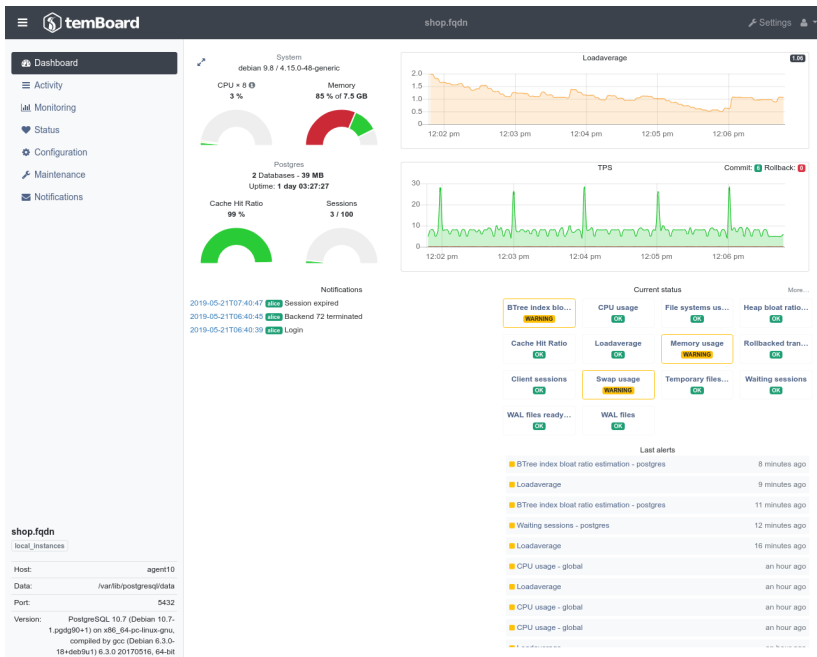 temBoard
shop.fqdn
Settings
Dashboard
Activity
Monitoring
Status
Configuration
Maintenance
Notifications
shop.fqdn
local_instances
Host: agent10
Data: /var/lib/postgresql/data
Port: 5432
Version: PostgreSQL 10.7 (Debian 10.7-
1.pgdg90+1) on x86_64-pc-linux-gnu,
compiled by gcc (Debian 6.3.0-
18+deb9u1) 6.3.0 20170516, 64-bit
System
debian 9.8 / 4.15.0-48-generic
CPU × 8
3 %
Memory
85 % of 7.5 GB
Postgres
2 Databases - 39 MB
Uptime: 1 day 03:27:27
Cache Hit Ratio
99 %
Sessions
3 / 100
Loadaverage
1.06
2.0
1.5
1.0
0.5
0
12:02 pm 12:03 pm 12:04 pm 12:05 pm 12:06 pm
TPS
Commit: 6 Rollback: 0
30
20
10
0
12:02 pm 12:03 pm 12:04 pm 12:05 pm 12:06 pm
Notifications
2019-05-21T07:40:47 alice Session expired
2019-05-21T06:40:45 alice Backend 72 terminated
2019-05-21T06:40:39 alice Login
Current status
More...
BTree index blo... WARNING
CPU usage OK
File systems us... OK
Heap bloat ratio... OK
Cache Hit Ratio OK
Loadaverage OK
Memory usage WARNING
Rollbacked tran... OK
Client sessions OK
Swap usage WARNING
Temporary files... OK
Waiting sessions OK
WAL files ready... OK
WAL files OK
Last alerts
BTree index bloat ratio estimation - postgres 8 minutes ago
Loadaverage 9 minutes ago
BTree index bloat ratio estimation - postgres 11 minutes ago
Waiting sessions - postgres 12 minutes ago
Loadaverage 16 minutes ago
CPU usage - global an hour ago
Loadaverage an hour ago
CPU usage - global an hour ago
CPU usage - global an hour ago